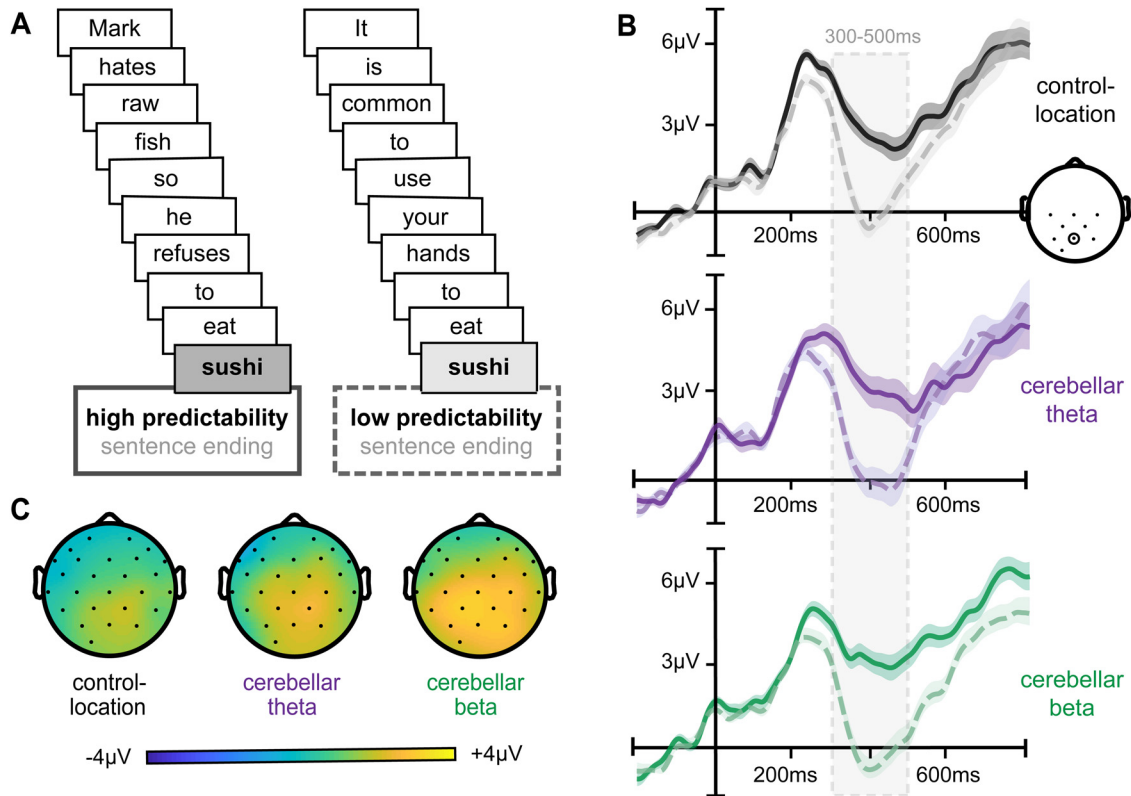 A
Mark
hates
raw
fish
so
he
refuses
to
eat
sushi
high predictability
sentence ending
It
is
common
to
use
your
hands
to
eat
sushi
low predictability
sentence ending
B
300-500ms
6µV
3µV
200ms
600ms
control-
location
6µV
3µV
200ms
600ms
cerebellar
theta
6µV
3µV
200ms
600ms
cerebellar
beta
C
control-
location
cerebellar
theta
cerebellar
beta
-4µV
+4µV